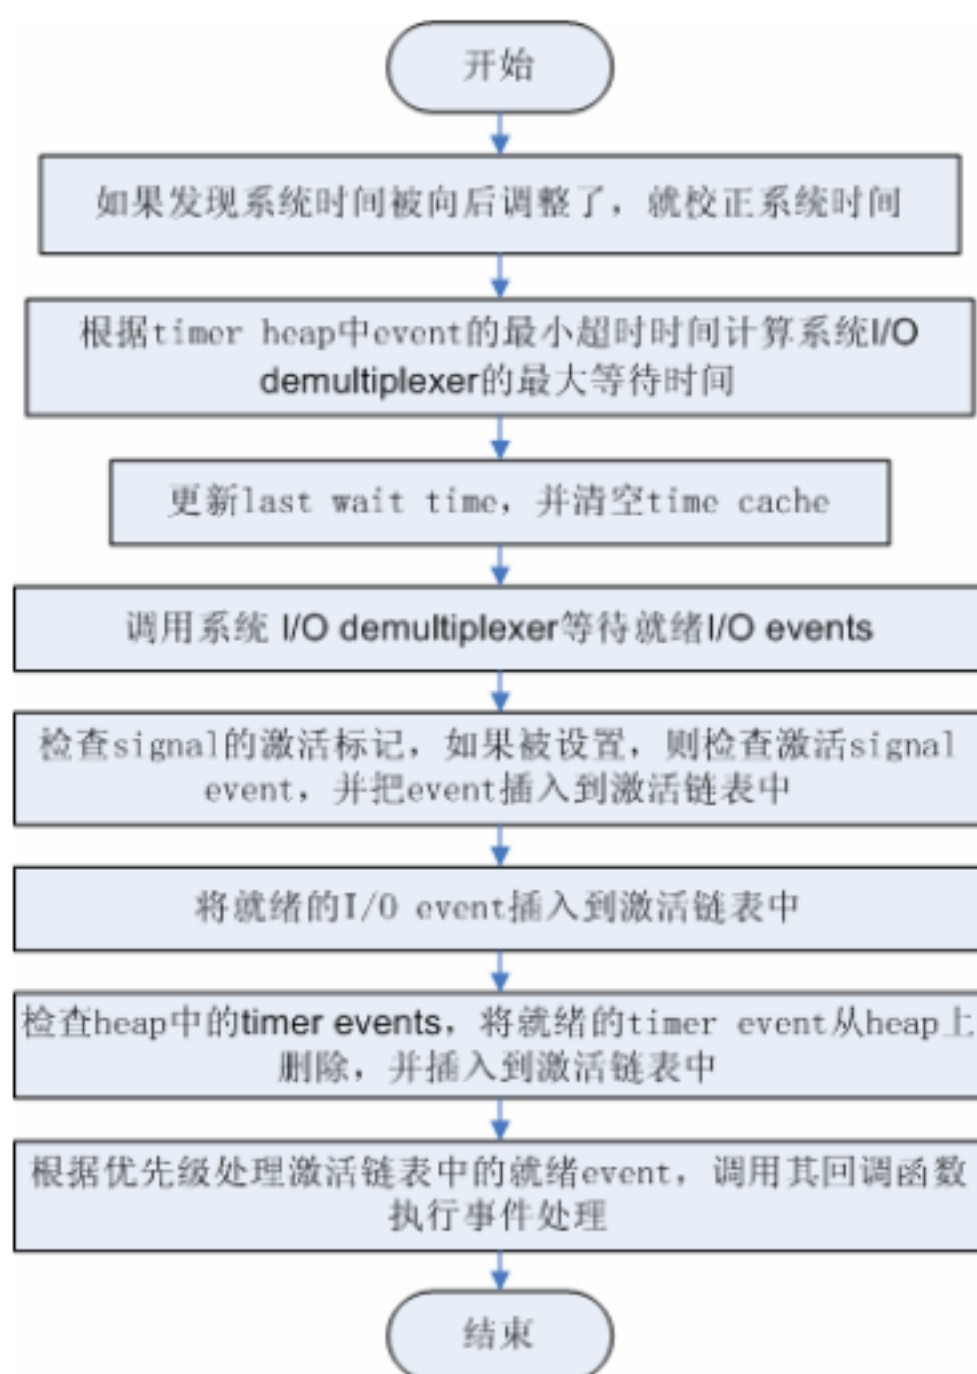 开始
如果发现系统时间被向后调整了，就校正系统时间
根据timer heap中event的最小超时时间计算系统I/O
demultiplexer的最大等待时间
更新last wait time，并清空time cache
调用系统 I/O demultiplexer等待就绪I/O events
检查signal的激活标记，如果被设置，则检查激活signal
event，并把event插入到激活链表中
将就绪的I/O event插入到激活链表中
检查heap中的timer events，将就绪的timer event从heap上
删除，并插入到激活链表中
根据优先级处理激活链表中的就绪event，调用其回调函数
执行事件处理
结束